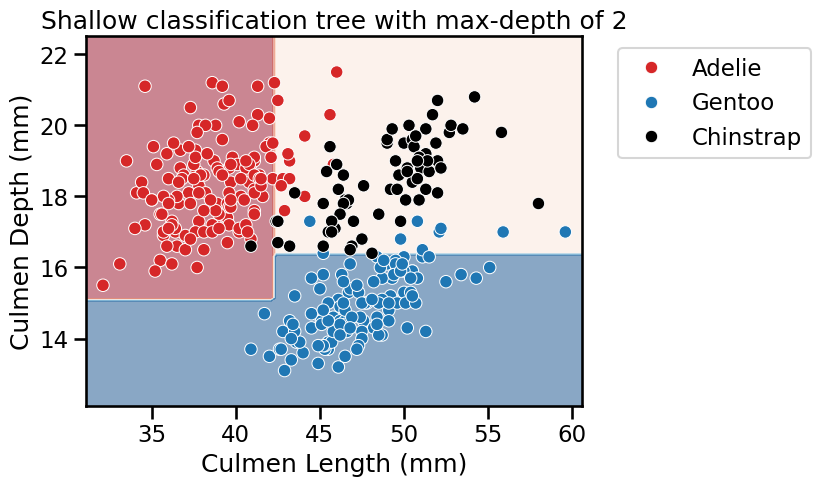 Shallow classification tree with max-depth of 2
22
20
18
16
14
Culmen Depth (mm)
35 40 45 50 55 60
Culmen Length (mm)
Adelie
Gentoo
Chinstrap